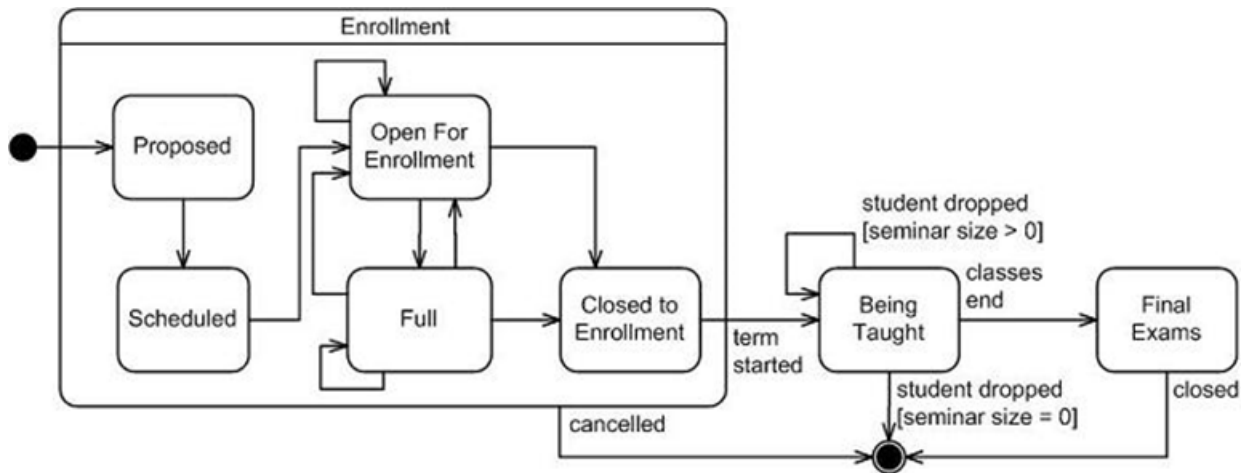 Enrollment
Proposed
Open For
Enrollment
Scheduled
Full
Closed to
Enrollment
term
started
student dropped
[seminar size > 0]
Being
Taught
classes
end
Final
Exams
student dropped
[seminar size = 0]
closed
cancelled